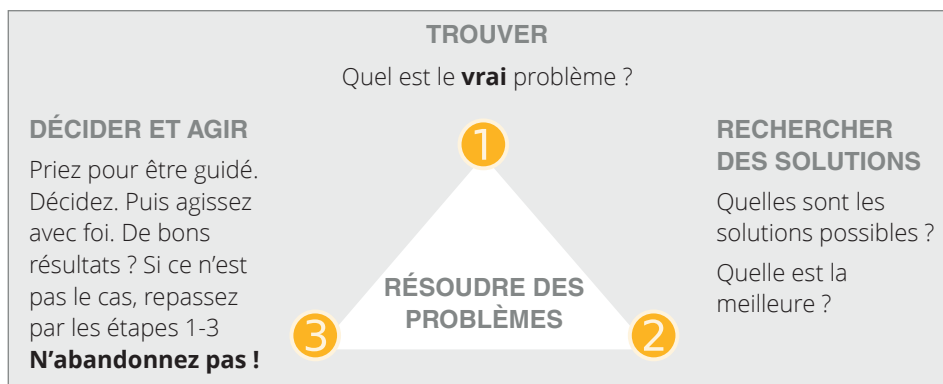 TROUVER
Quel est le vrai problème ?
1
RECHERCHER
DES SOLUTIONS
Quelles sont les
solutions possibles ?
Quelle est la
meilleure ?
2
DÉCIDER ET AGIR
Priez pour être guidé.
Décidez. Puis agissez
avec foi. De bons
résultats ? Si ce n’est
pas le cas, repassez
par les étapes 1-3
N’abandonnez pas !
3
RÉSOUDRE DES
PROBLÈMES